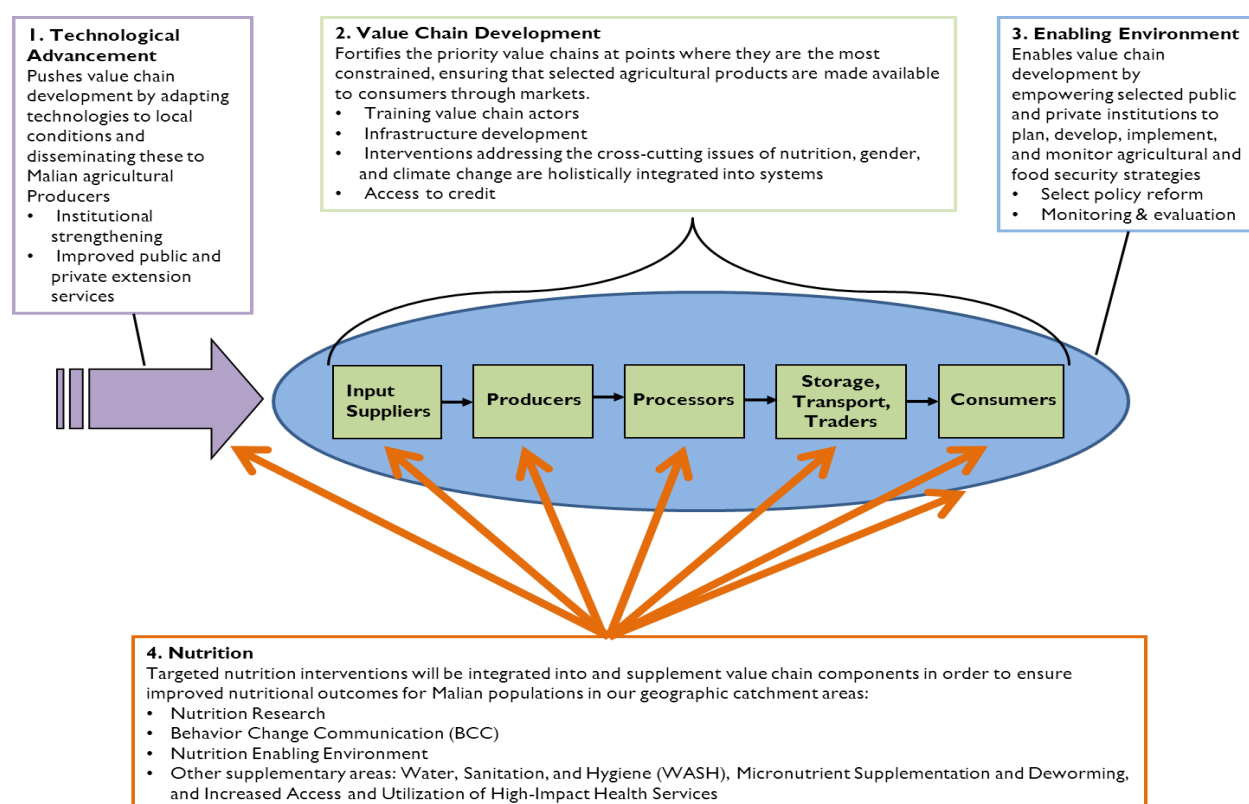 1. Technological
Advancement
Pushes value chain
development by adapting
technologies to local
conditions and
disseminating these to
Malian agricultural
Producers
• Institutional
strengthening
• Improved public and
private extension
services
2. Value Chain Development
Fortifies the priority value chains at points where they are the most
constrained, ensuring that selected agricultural products are made available
to consumers through markets.
• Training value chain actors
• Infrastructure development
• Interventions addressing the cross-cutting issues of nutrition, gender,
and climate change are holistically integrated into systems
• Access to credit
3. Enabling Environment
Enables value chain
development by
empowering selected public
and private institutions to
plan, develop, implement,
and monitor agricultural and
food security strategies
• Select policy reform
• Monitoring & evaluation
Input
Suppliers
Producers
Processors
Storage,
Transport,
Traders
Consumers
4. Nutrition
Targeted nutrition interventions will be integrated into and supplement value chain components in order to ensure
improved nutritional outcomes for Malian populations in our geographic catchment areas:
• Nutrition Research
• Behavior Change Communication (BCC)
• Nutrition Enabling Environment
• Other supplementary areas: Water, Sanitation, and Hygiene (WASH), Micronutrient Supplementation and Deworming,
and Increased Access and Utilization of High-Impact Health Services